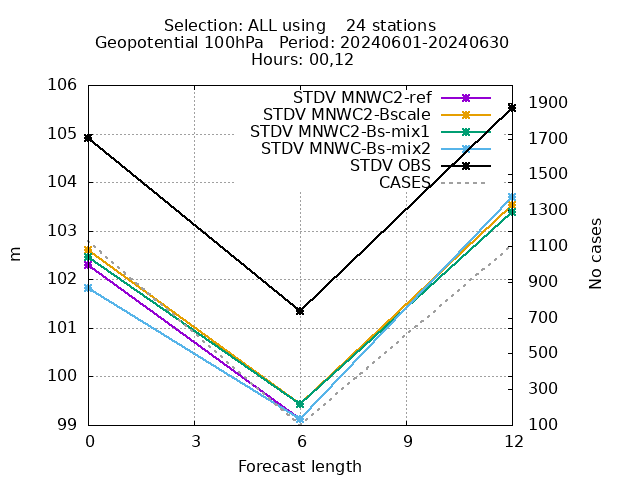 Selection: ALL using    24 stations
Geopotential 100hPa   Period: 20240601-20240630
Hours: 00,12
STDV MNWC2-ref
STDV MNWC2-Bscale
STDV MNWC2-Bs-mix1
STDV MNWC-Bs-mix2
STDV OBS
CASES
106
105
104
103
102
101
100
99
m
1900
1700
1500
1300
1100
900
700
500
300
100
No cases
0
3
6
9
12
Forecast length